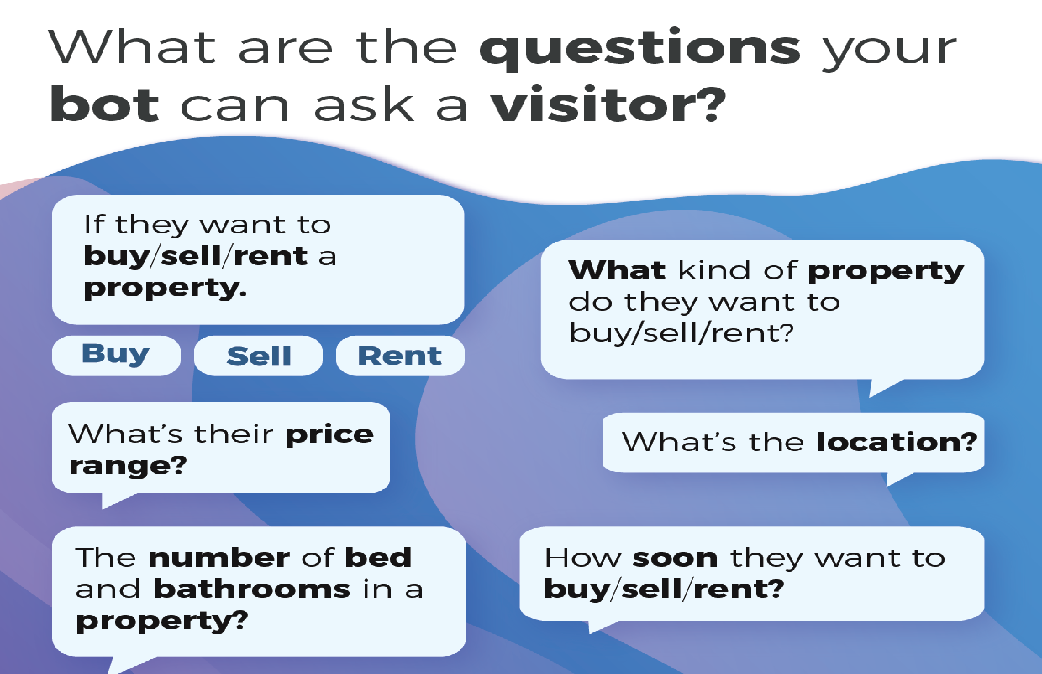 What are the questions your
bot can ask a visitor?
If they want to
buy/sell/rent a
property.
Buy
Sell
Rent
What kind of property
do they want to
buy/sell/rent?
What's their price
range?
What's the location?
The number of bed
and bathrooms in a
property?
How soon they want to
buy/sell/rent?